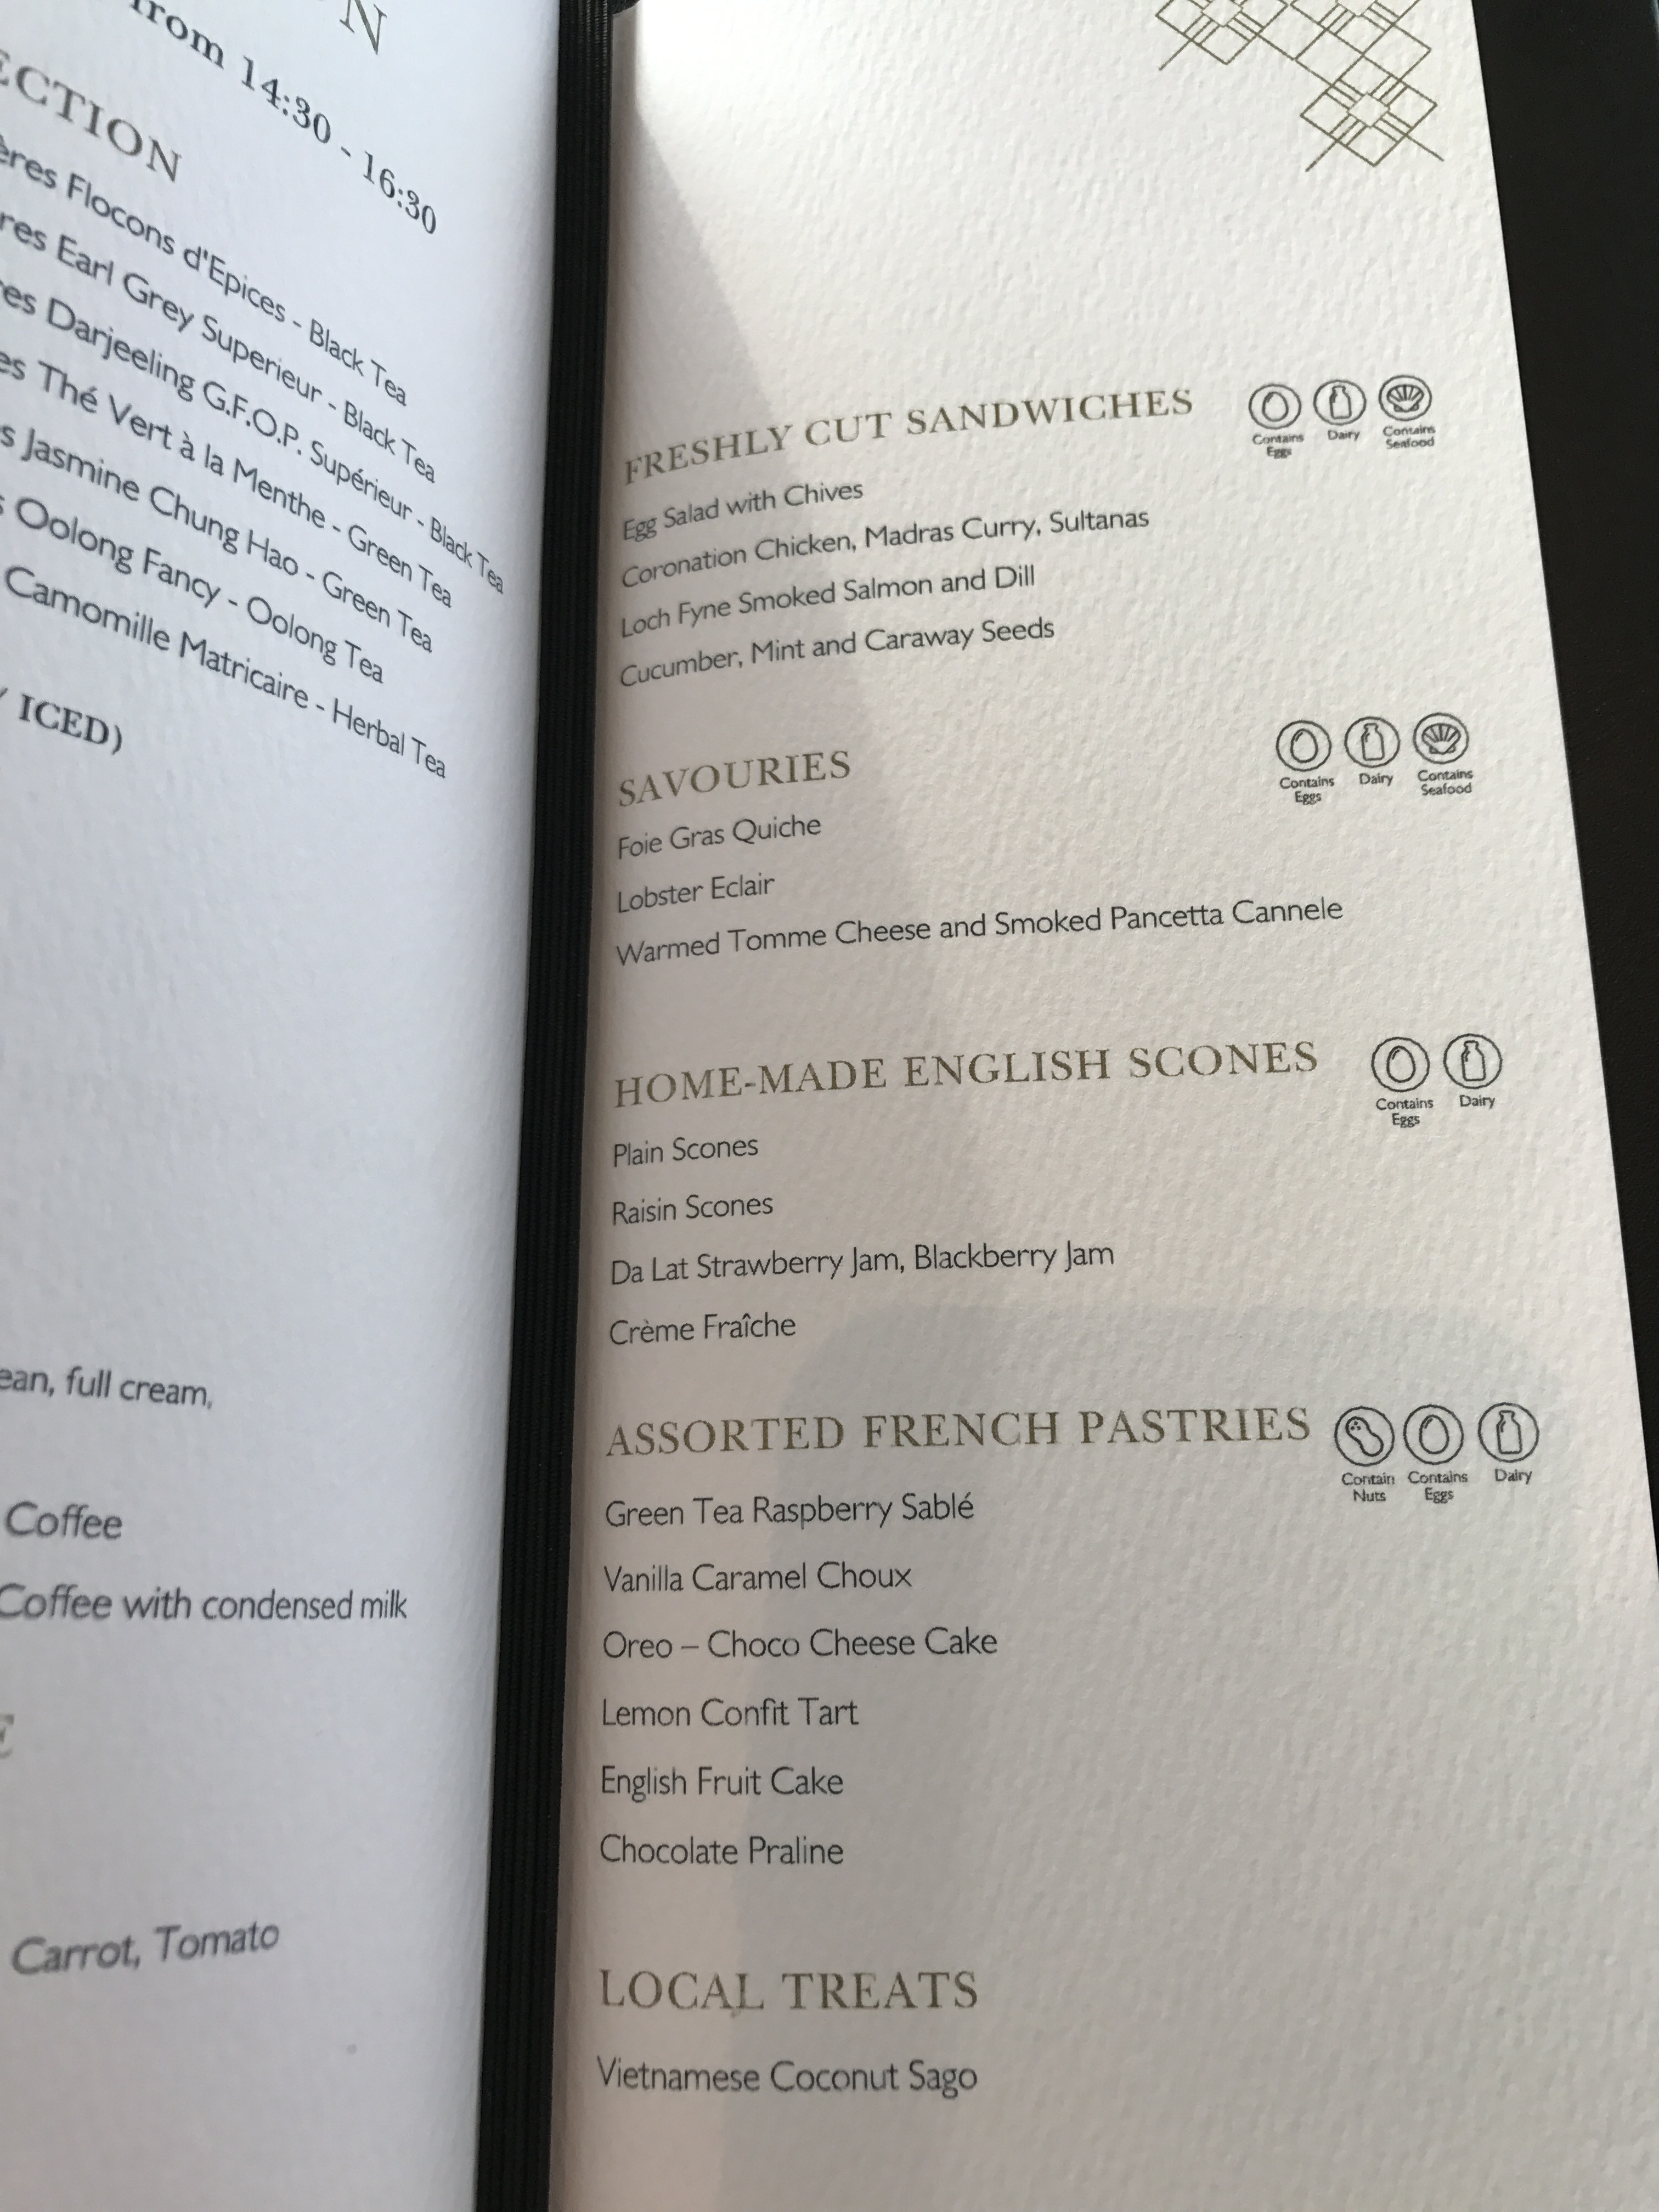 N
from 14:30 - 16:30
ECTION
ères Flocons d'Epices - Black Tea
res Earl Grey Superieur - Black Tea
res Darjeeling G.F.O.P. Supérieur - Black Tea
es Thé Vert à la Menthe - Green Tea
s Jasmine Chung Hao - Green Tea
s Oolong Fancy - Oolong Tea
Camomille Matricaire - Herbal Tea
/ ICED)
ean, full cream,
Coffee
Coffee with condensed milk
E
Carrot, Tomato
FRESHLY CUT SANDWICHES
Contains Eggs
Dairy
Contains Seafood
Egg Salad with Chives
Coronation Chicken, Madras Curry, Sultanas
Loch Fyne Smoked Salmon and Dill
Cucumber, Mint and Caraway Seeds
SAVOURIES
Contains Eggs
Dairy
Contains Seafood
Foie Gras Quiche
Lobster Eclair
Warmed Tomme Cheese and Smoked Pancetta Cannele
HOME-MADE ENGLISH SCONES
Contains Eggs
Dairy
Plain Scones
Raisin Scones
Da Lat Strawberry Jam, Blackberry Jam
Crème Fraîche
ASSORTED FRENCH PASTRIES
Contain Nuts
Contains Eggs
Dairy
Green Tea Raspberry Sablé
Vanilla Caramel Choux
Oreo – Choco Cheese Cake
Lemon Confit Tart
English Fruit Cake
Chocolate Praline
LOCAL TREATS
Vietnamese Coconut Sago